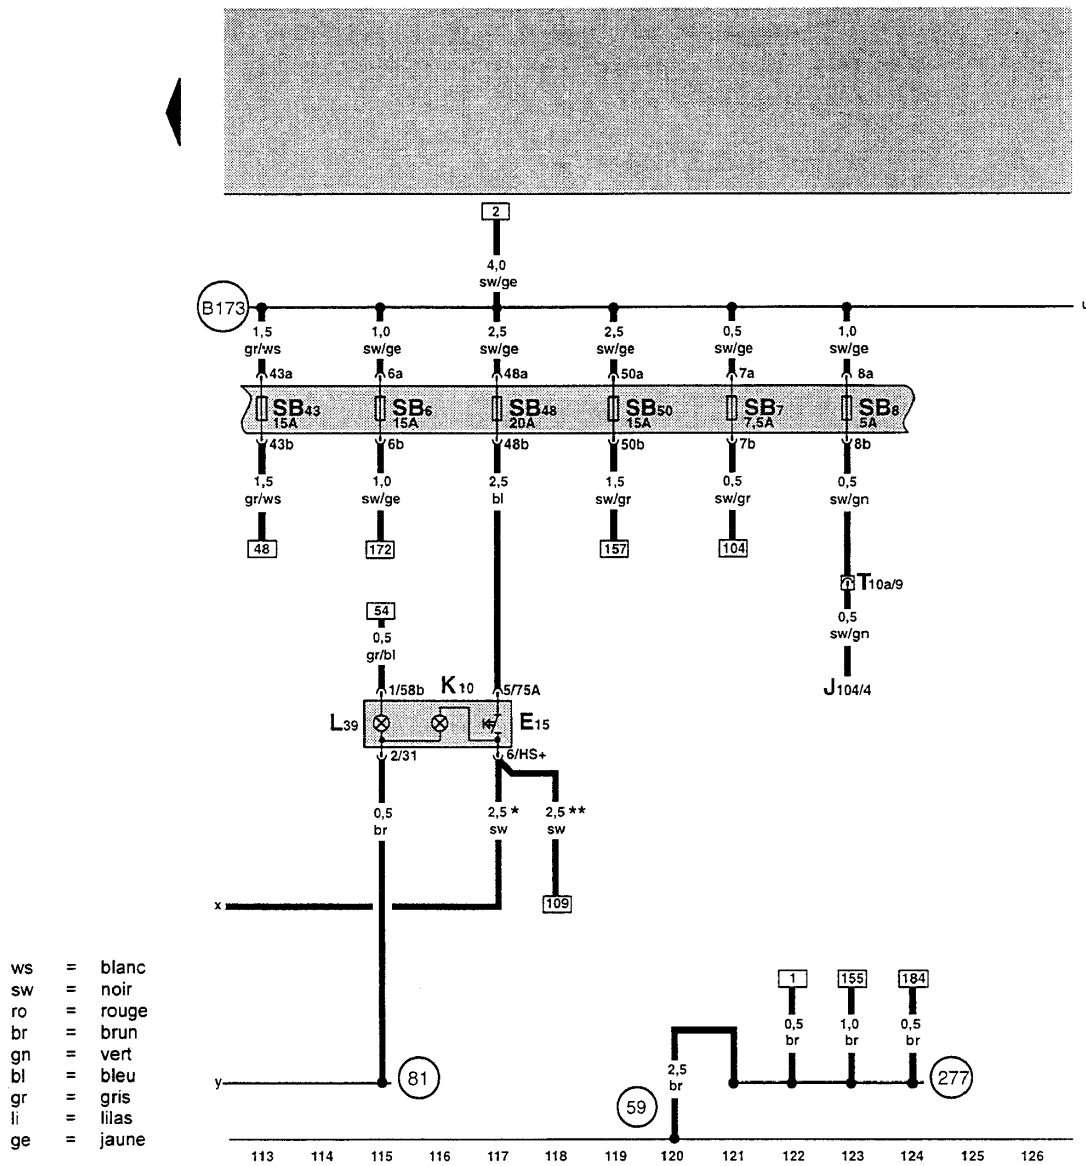 2
4,0
sw/ge
B173
u
1,5 1,0 2,5 2,5 0,5 1,0
gr/ws sw/ge sw/ge sw/ge sw/ge sw/ge
43a 6a 48a 50a 7a 8a
SB43 SB6 SB48 SB50 SB7 SB8
15A 15A 20A 15A 7,5A 5A
43b 6b 48b 50b 7b 8b
1,5 1,0 2,5 1,5 0,5 0,5
gr/ws sw/ge bl sw/gr sw/gr sw/gn
48 172 157 104
T10a/9
54
0,5 0,5
gr/bl sw/gn
K10
1/58b 5/75A J104/4
L39 E15
2/31 6/HS+
0,5 2,5 * 2,5 **
br sw sw
x 109
ws = blanc
sw = noir
ro = rouge
br = brun
gn = vert
bl = bleu
gr = gris
li = lilas
ge = jaune
1 155 184
0,5 1,0 0,5
br br br
2,5
br
y 81 277
59
113 114 115 116 117 118 119 120 121 122 123 124 125 126